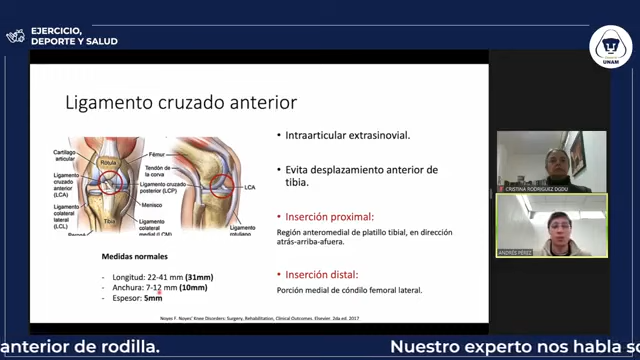 EJERCICIO,
DEPORTE Y SALUD
UNAM
Ligamento cruzado anterior
Cartílago
articular
Ligamento
cruzado
anterior
(LCA)
Ligamento
colateral
lateral
(LCL)
Rótula
Tibia
Fémur
Tendón de
la corva
Ligamento cruzado
posterior (LCP)
Menisco
Ligamento
colateral
medial (LCM)
LCA
Ligamento
rotuliano
Medidas normales
- Longitud: 22-41 mm (31mm)
- Anchura: 7-12 mm (10mm)
- Espesor: 5mm
• Intraarticular extrasinovial.
• Evita desplazamiento anterior de
tibia.
• Inserción proximal:
Región anteromedial de platillo tibial, en dirección
atrás-arriba-afuera.
• Inserción distal:
Porción medial de cóndilo femoral lateral.
Noyes F. Noyes' Knee Disorders: Surgery, Rehabilitation, Clinical Outcomes. Elsevier. 2da ed. 2017
CRISTINA RODRIGUEZ DGDU
ANDRÉS PÉREZ
anterior de rodilla.
Nuestro experto nos habla so